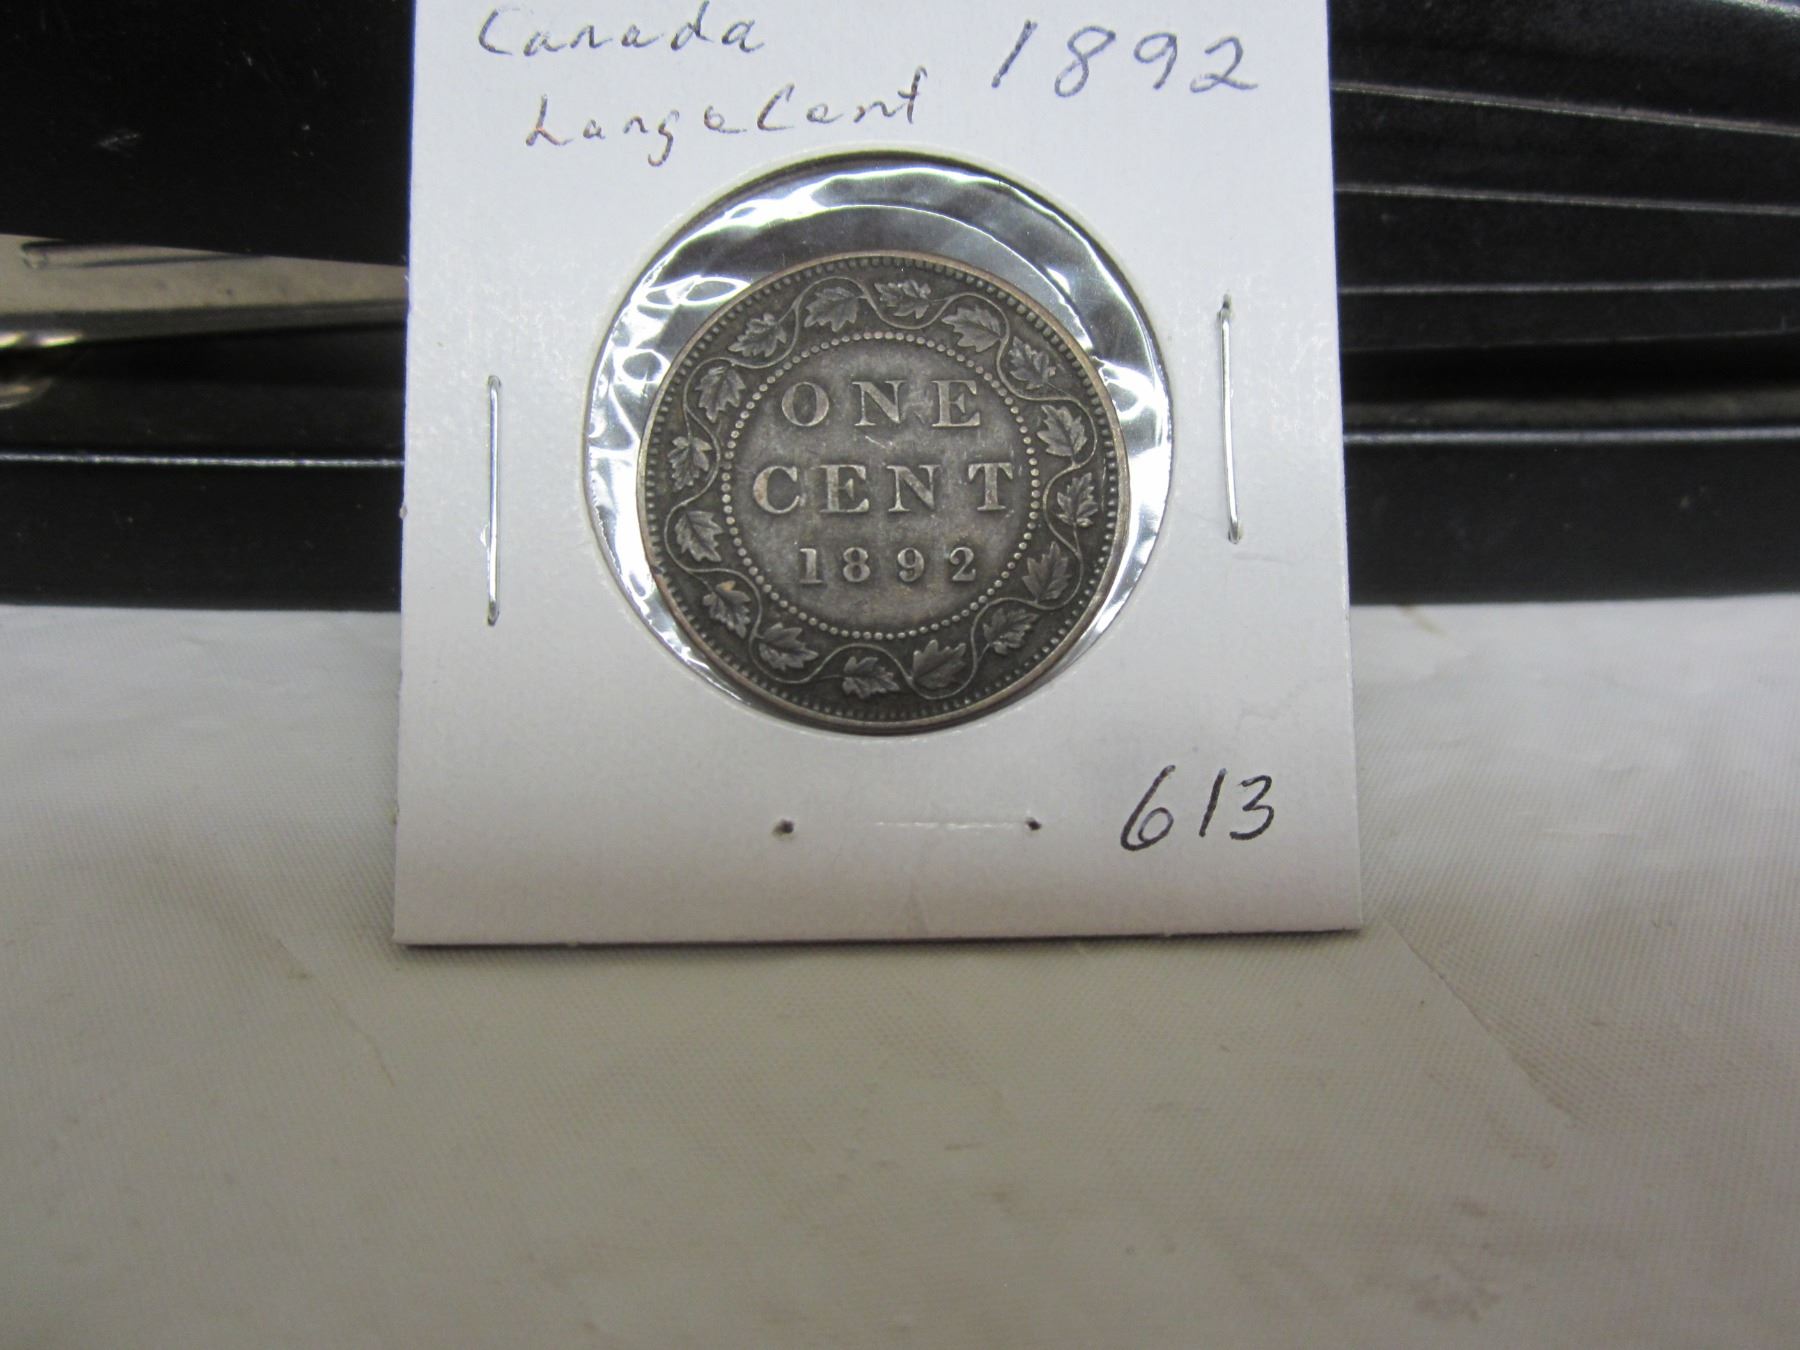 Canada 1892
Large Cent
ONE
CENT
1892
613